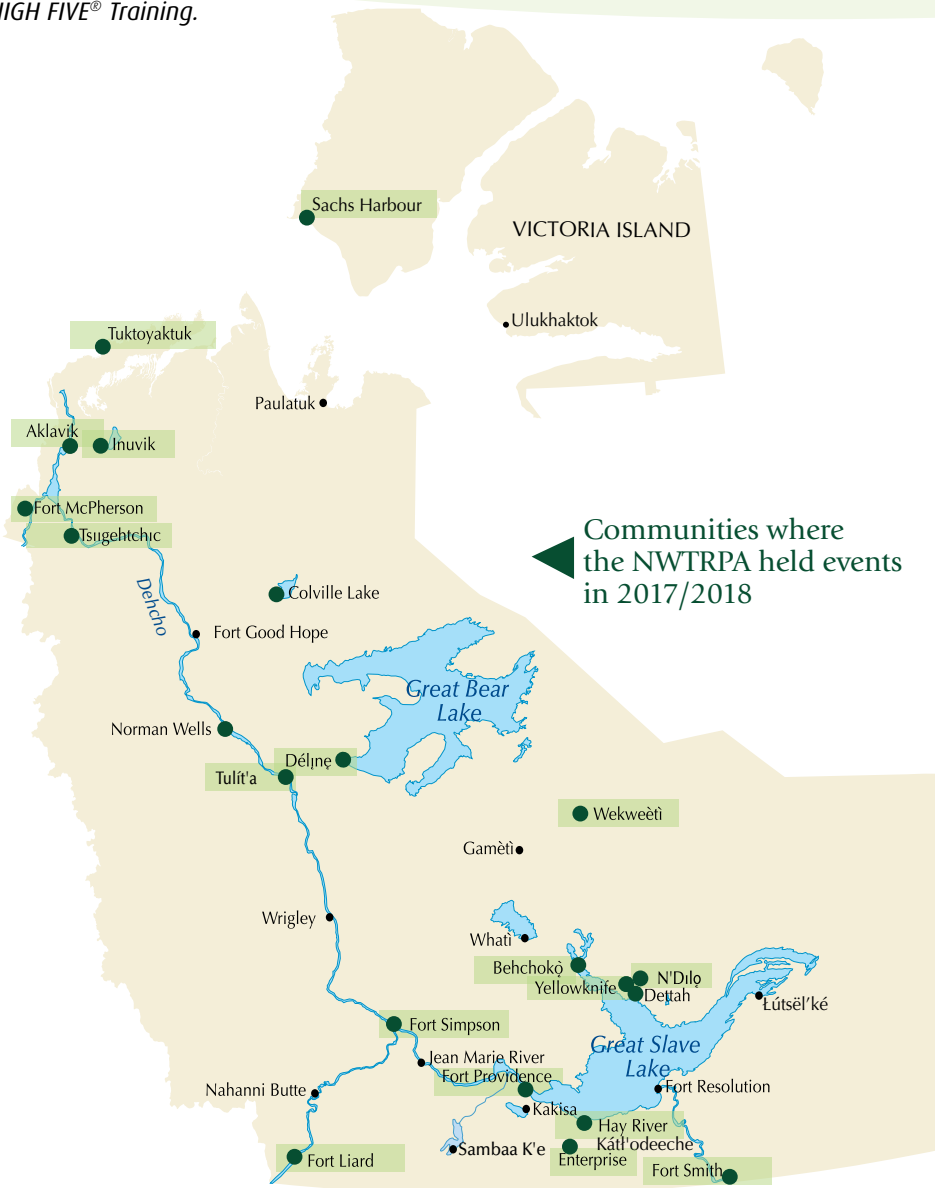 HIGH FIVE® Training.
Sachs Harbour
VICTORIA ISLAND
Ulukhaktok
Tuktoyaktuk
Paulatuk
Aklavik
Inuvik
Fort McPherson
Tsiigehtchic
Communities where
the NWTRPA held events
in 2017/2018
Dehcho
Colville Lake
Fort Good Hope
Great Bear
Lake
Norman Wells
Délı̨nę
Tulít'a
Wekweètì
Gamètì
Wrigley
Whatì
Behchokǫ̀
Yellowknife
N'Dılǫ
Dettah
Łútsël'ké
Fort Simpson
Great Slave
Lake
Jean Marie River
Fort Providence
Fort Resolution
Nahanni Butte
Kakisa
Hay River
Kátł'odeeche
Sambaa K'e
Enterprise
Fort Liard
Fort Smith